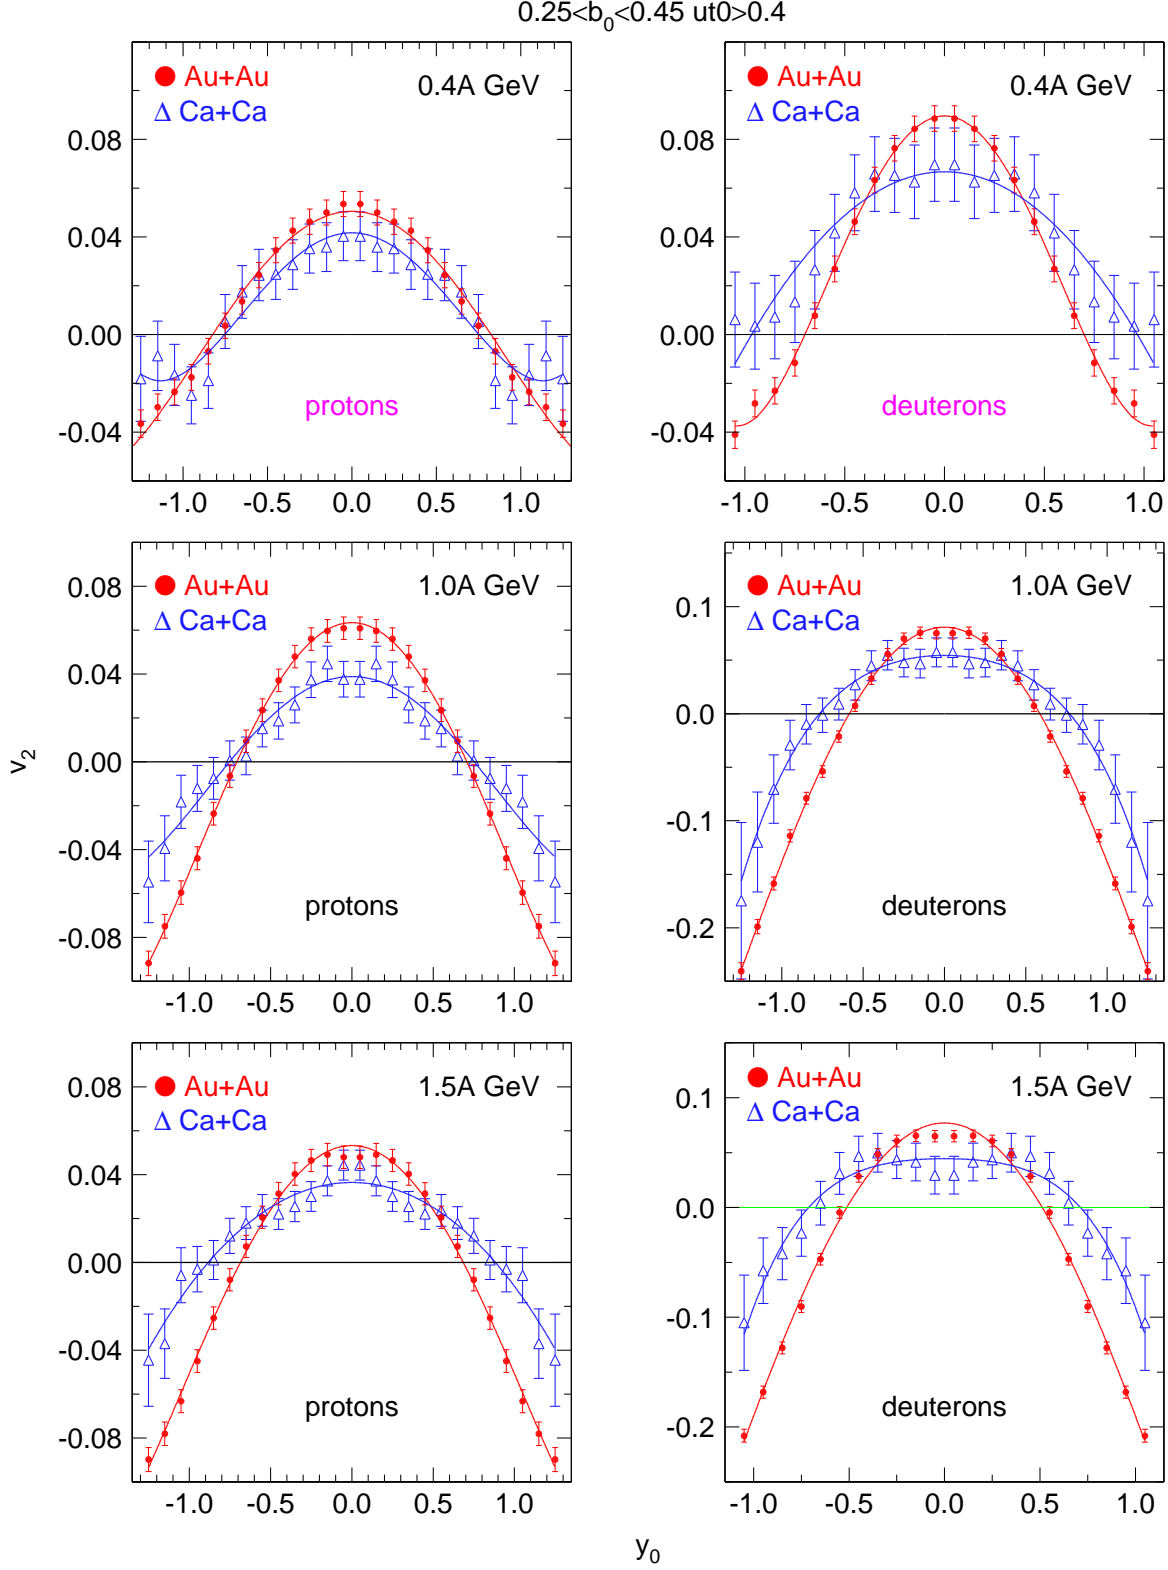 0.25<b0<0.45 ut0>0.4
Au+Au 0.4A GeV
Δ Ca+Ca
0.08
0.04
0.00
-0.04
protons
-1.0 -0.5 0.0 0.5 1.0
Au+Au 0.4A GeV
Δ Ca+Ca
0.08
0.04
0.00
-0.04
deuterons
-1.0 -0.5 0.0 0.5 1.0
Au+Au 1.0A GeV
Δ Ca+Ca
0.08
0.04
0.00
-0.04
-0.08
protons
-1.0 -0.5 0.0 0.5 1.0
Au+Au 1.0A GeV
Δ Ca+Ca
0.1
0.0
-0.1
-0.2
deuterons
-1.0 -0.5 0.0 0.5 1.0
v2
Au+Au 1.5A GeV
Δ Ca+Ca
0.08
0.04
0.00
-0.04
-0.08
protons
-1.0 -0.5 0.0 0.5 1.0
Au+Au 1.5A GeV
Δ Ca+Ca
0.1
0.0
-0.1
-0.2
deuterons
-1.0 -0.5 0.0 0.5 1.0
y0